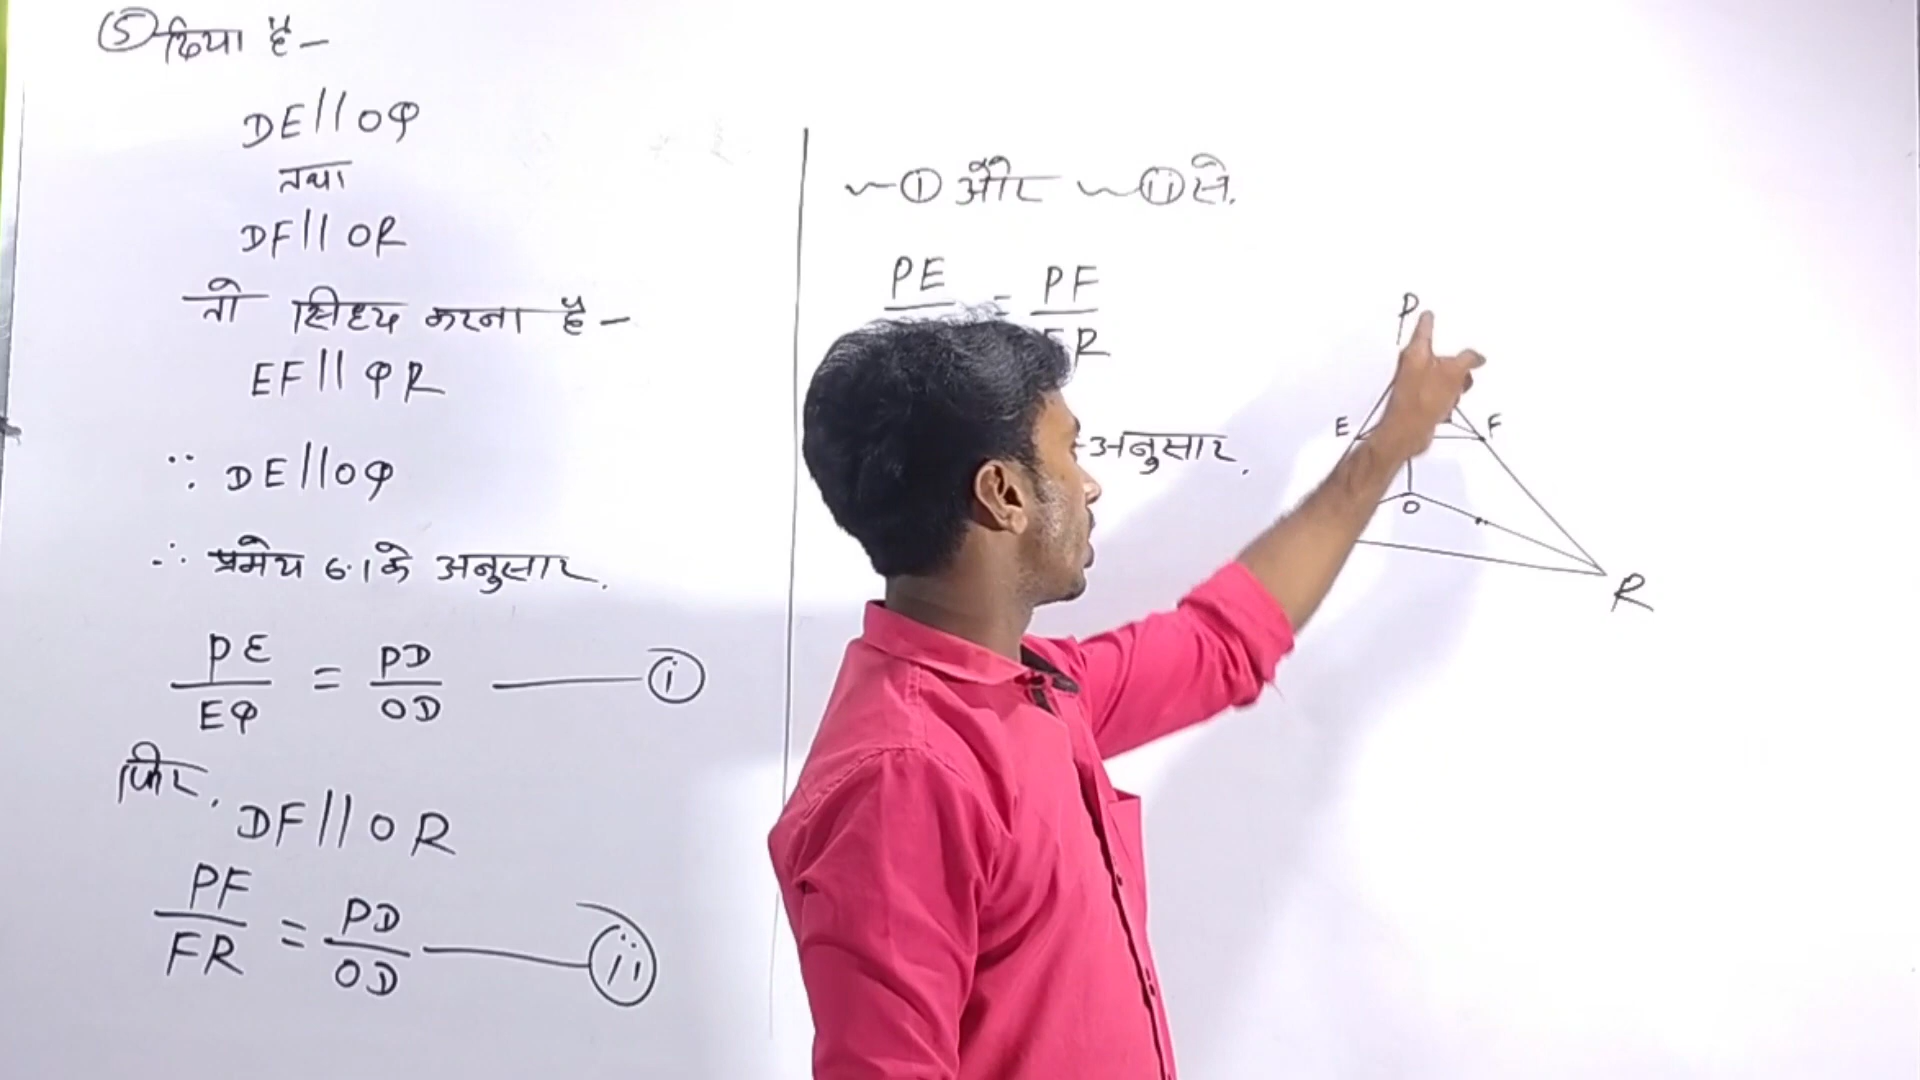 ⑤ दिया है-
DE||OQ
तथा
DF||OR
तो सिध्द करना है-
EF||QR
∵ DE||OQ
∴ प्रमेय 6.1 के अनुसार.
PE/EQ = PD/OD —— (i)
फिर,
DF||OR
PF/FR = PD/OD —— (ii)
~ⓘ और ~(ii) से.
PE = PF
R
अनुसार.
P
E F
O
R